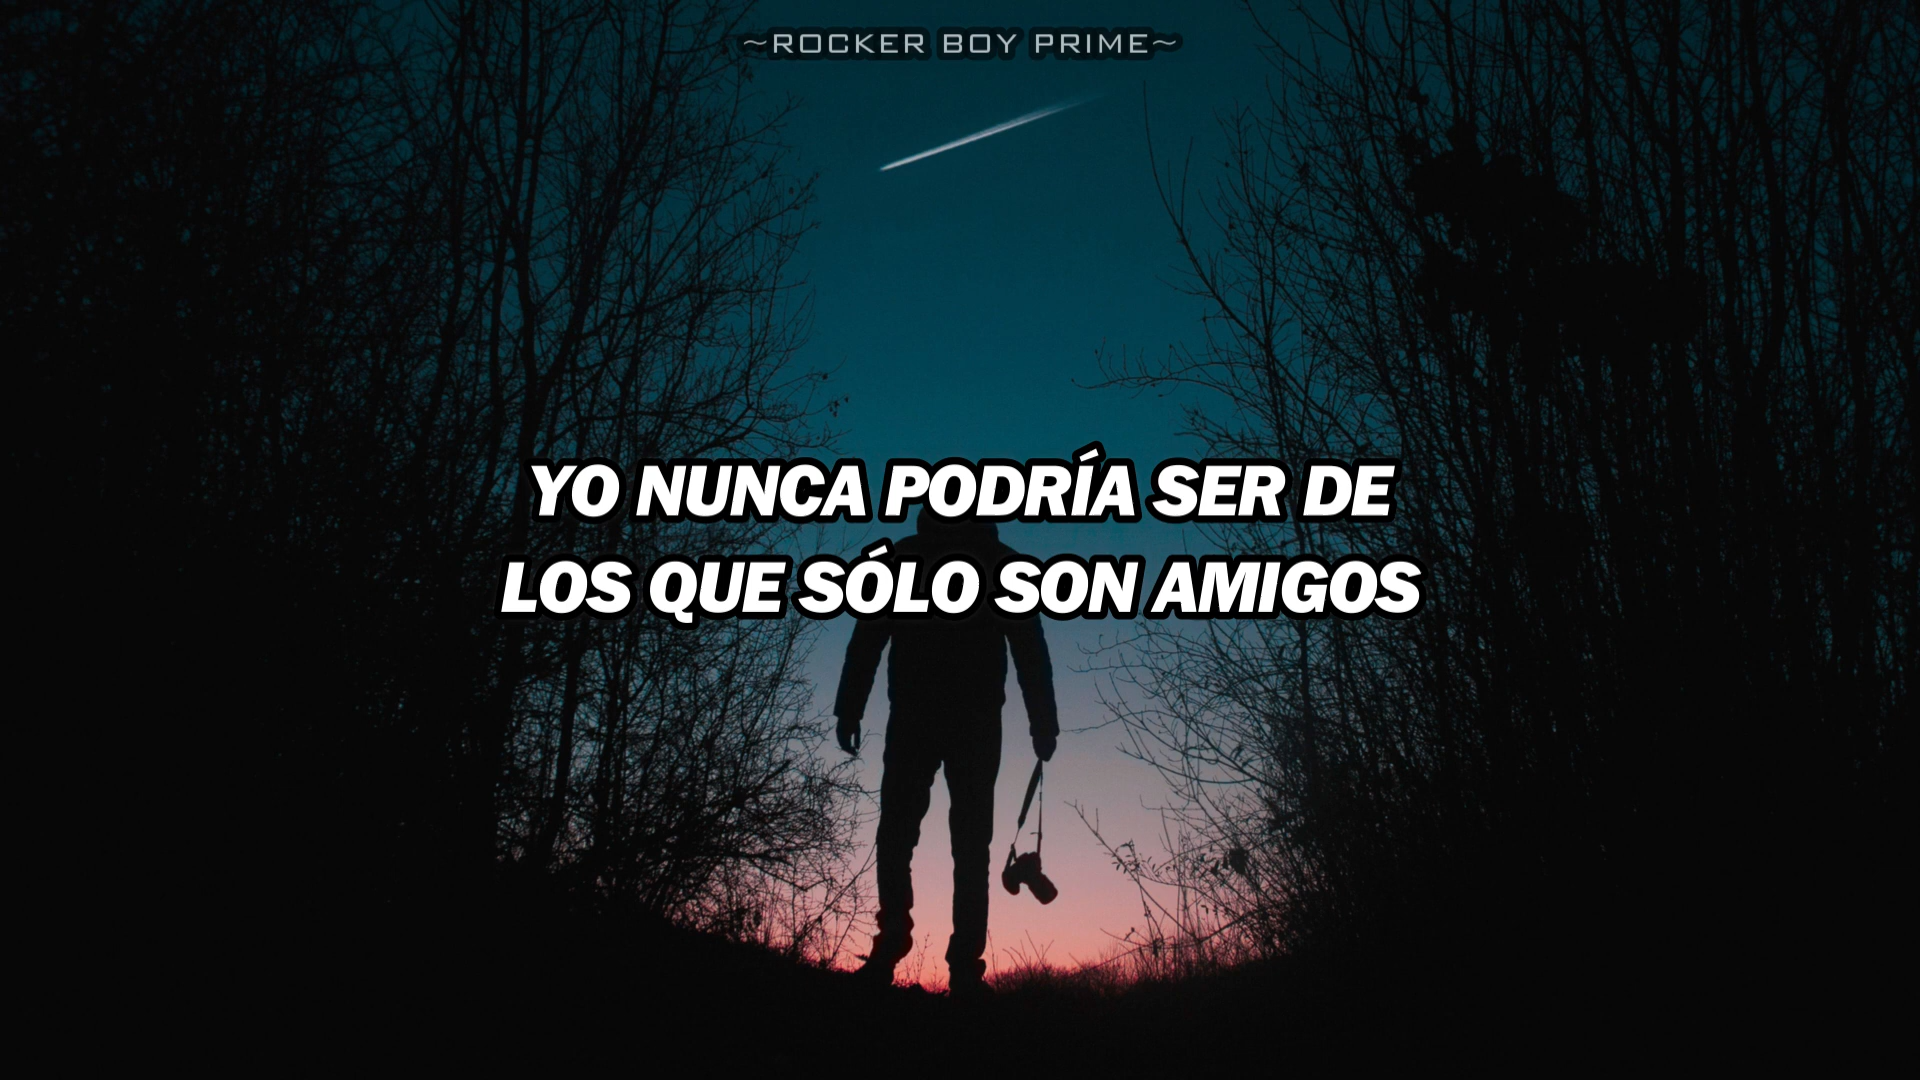 ~ROCKER BOY PRIME~
YO NUNCA PODRÍA SER DE
LOS QUE SÓLO SON AMIGOS